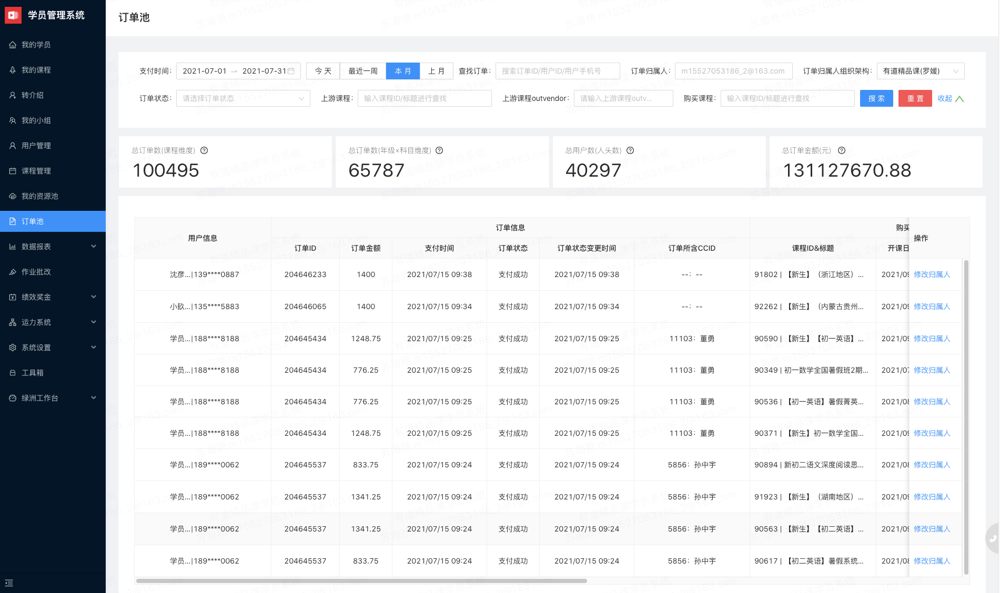 学员管理系统
我的学员
我的课程
转介绍
我的小组
用户管理
课程管理
我的资源池
订单池
数据报表
作业批改
绩效奖金
运力系统
系统设置
工具箱
绿洲工作台
订单池
支付时间： 2021-07-01 → 2021-07-31 今天 最近一周 本月 上月 查找订单： 搜索订单ID/用户ID/用户手机号 订单归属人： m15527053186_2@163.com 订单归属人组织架构： 有道精品课(罗媛)
订单状态： 请选择订单状态 上游课程： 输入课程ID/标题进行查找 上游课程outvendor： 请输入上游课程outv... 购买课程： 输入课程ID/标题进行查找 搜索 重置 收起
总订单数(课程维度) 总订单数(年级×科目维度) 总用户数(人头数) 总订单金额(元)
100495 65787 40297 131127670.88
用户信息 订单信息 购买 操作
订单ID 订单金额 支付时间 订单状态 订单状态变更时间 订单所含CCID 课程ID&标题 开课日
沈彦...|139****0887 204646233 1400 2021/07/15 09:38 支付成功 2021/07/15 09:38 --：-- 91802 | 【新生】（浙江地区）... 2021/09 修改归属人
小镹...|135****5883 204646065 1400 2021/07/15 09:34 支付成功 2021/07/15 09:34 --：-- 92262 | 【新生】（内蒙古贵州... 2021/09 修改归属人
学员...|188****8188 204645434 1248.75 2021/07/15 09:25 支付成功 2021/07/15 09:25 11103：董勇 90590 | 【新生】【初一英语】... 2021/09 修改归属人
学员...|188****8188 204645434 776.25 2021/07/15 09:25 支付成功 2021/07/15 09:25 11103：董勇 90349 | 初一数学全国暑假班2期... 2021/07 修改归属人
学员...|188****8188 204645434 776.25 2021/07/15 09:25 支付成功 2021/07/15 09:25 11103：董勇 90536 | 【初一英语】暑假菁英... 2021/08 修改归属人
学员...|188****8188 204645434 1248.75 2021/07/15 09:25 支付成功 2021/07/15 09:25 11103：董勇 90371 | 【新生】初一数学全国... 2021/09 修改归属人
学员...|189****0062 204645537 833.75 2021/07/15 09:24 支付成功 2021/07/15 09:24 5856：孙中宇 90894 | 新初二语文深度阅读思... 2021/08 修改归属人
学员...|189****0062 204645537 1341.25 2021/07/15 09:24 支付成功 2021/07/15 09:24 5856：孙中宇 91923 | 【新生】（湖南地区）... 2021/09 修改归属人
学员...|189****0062 204645537 1341.25 2021/07/15 09:24 支付成功 2021/07/15 09:24 5856：孙中宇 90563 | 【新生】【初二英语】... 2021/09 修改归属人
学员...|189****0062 204645537 833.75 2021/07/15 09:24 支付成功 2021/07/15 09:24 5856：孙中宇 90617 | 【初二英语】暑假系统... 2021/08 修改归属人